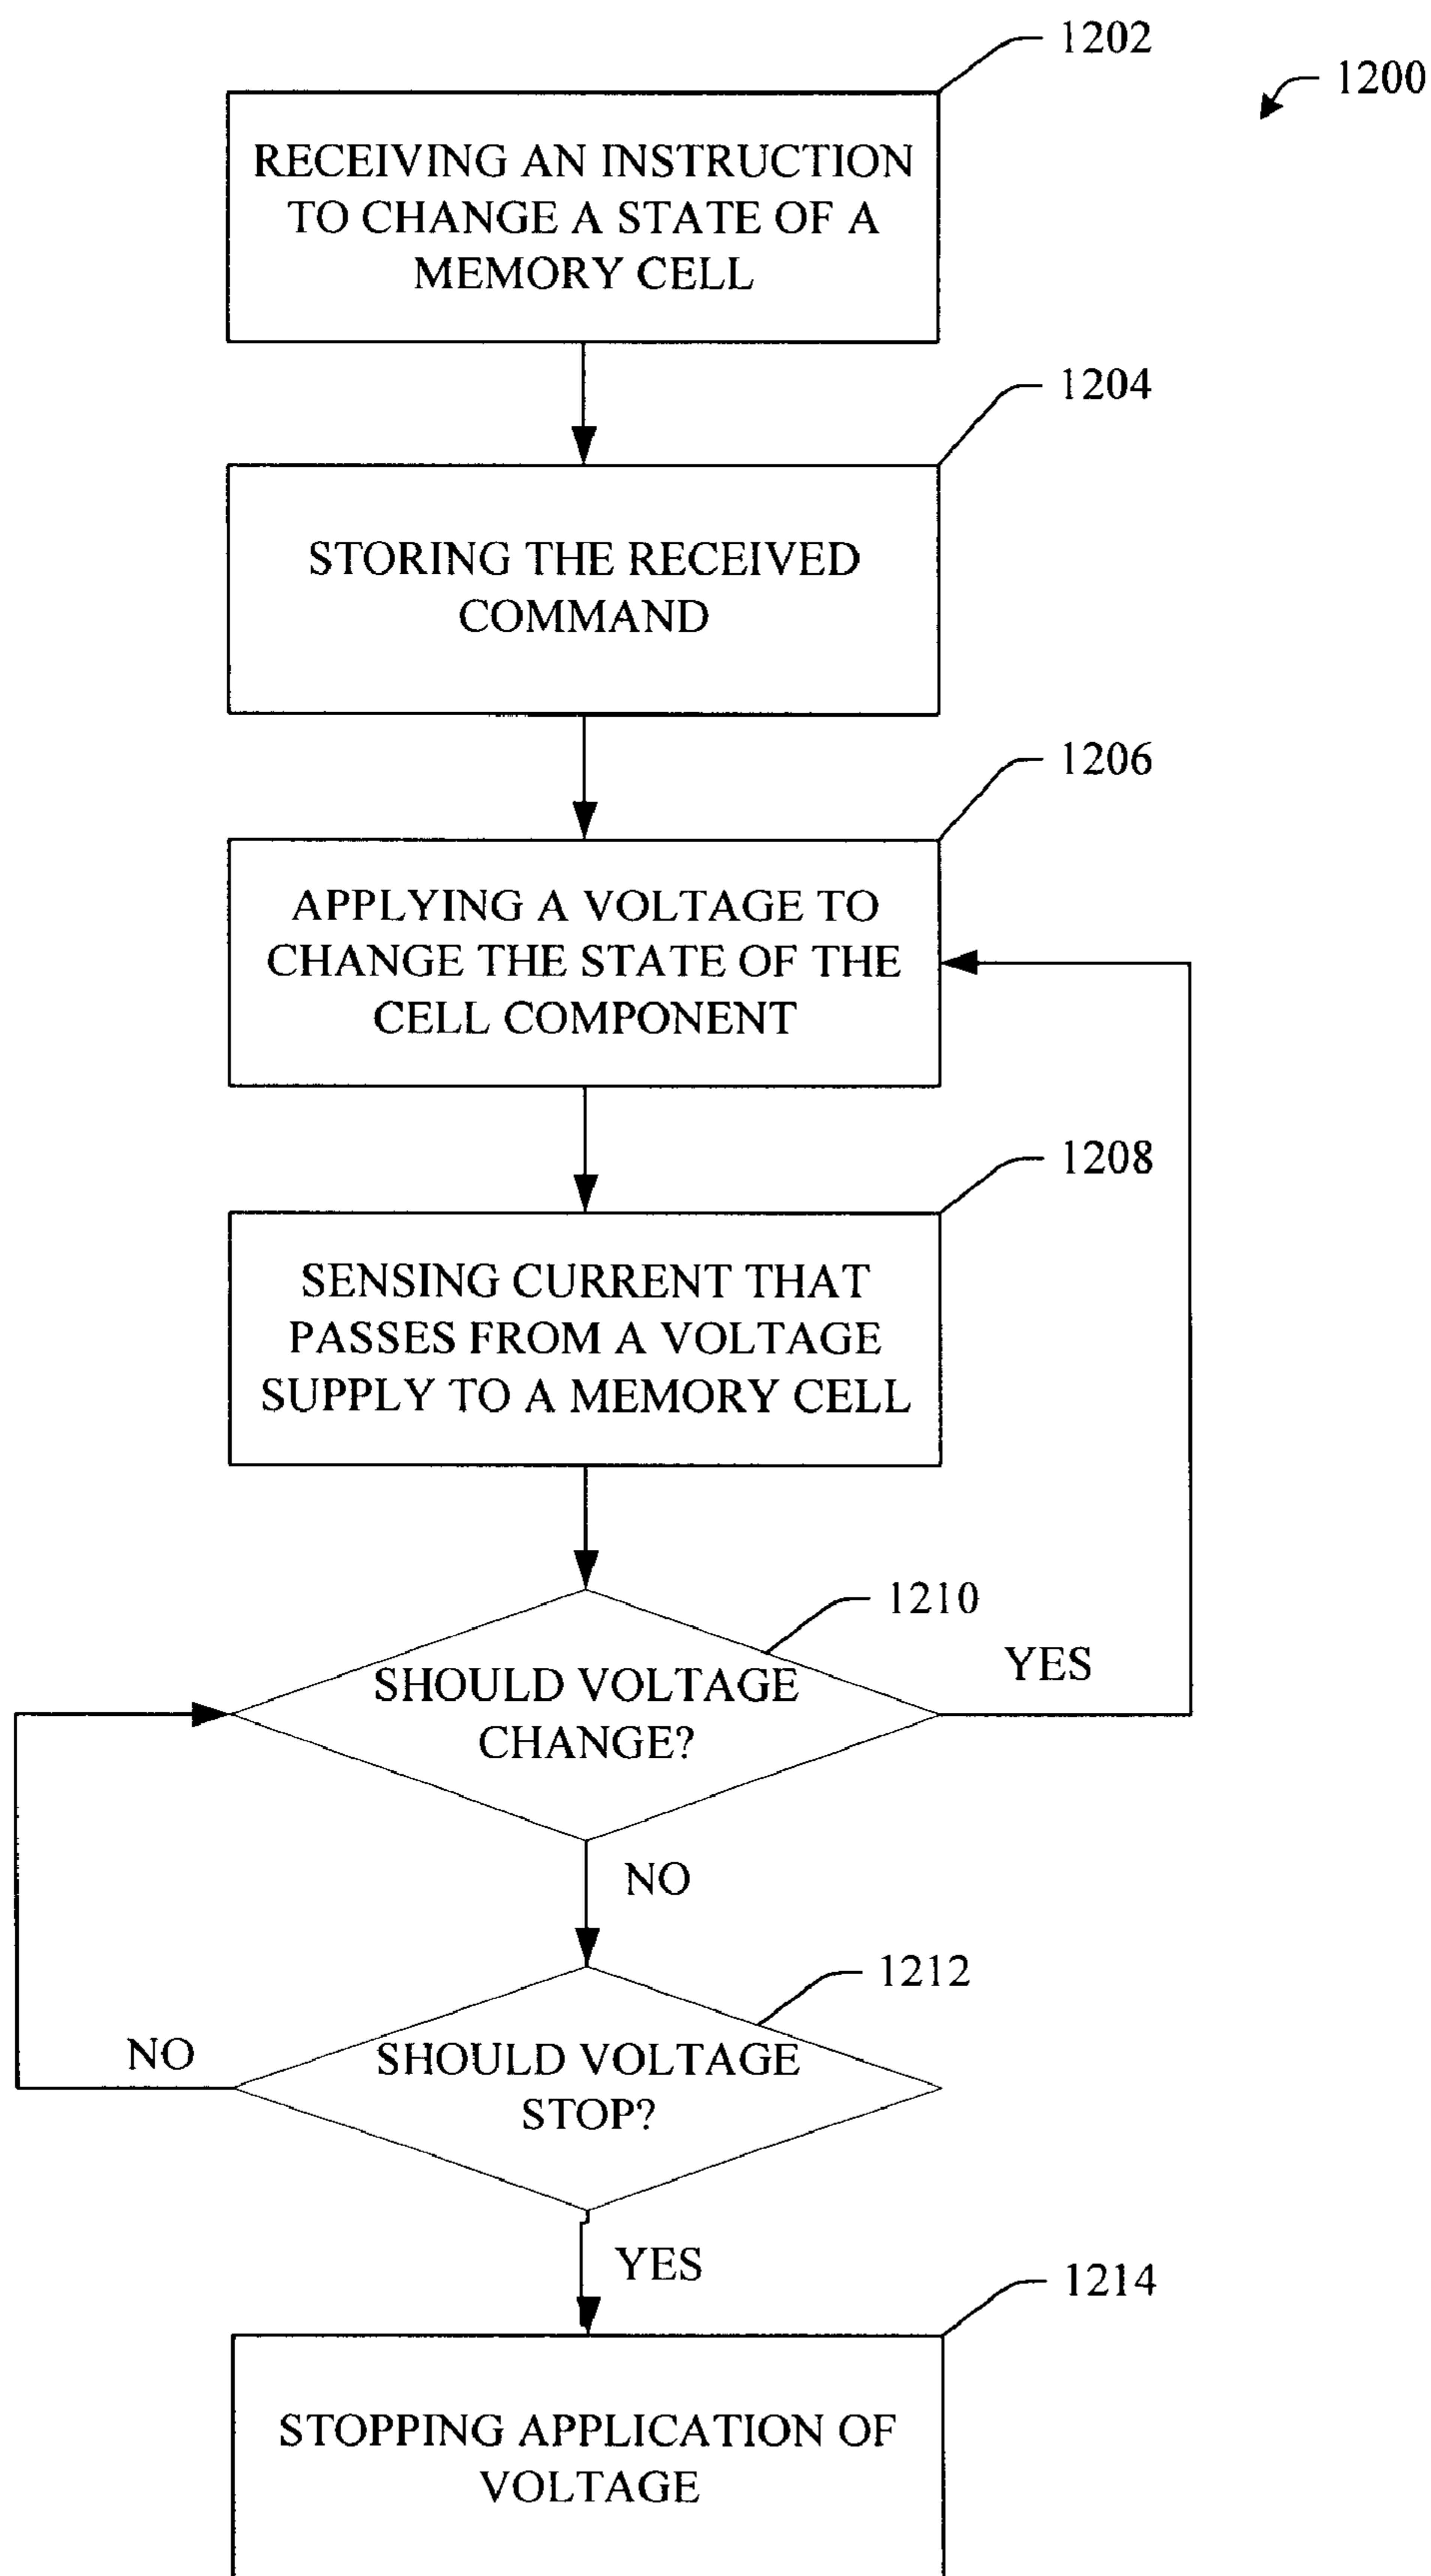 1202
1200
RECEIVING AN INSTRUCTION
TO CHANGE A STATE OF A
MEMORY CELL
1204
STORING THE RECEIVED
COMMAND
1206
APPLYING A VOLTAGE TO
CHANGE THE STATE OF THE
CELL COMPONENT
1208
SENSING CURRENT THAT
PASSES FROM A VOLTAGE
SUPPLY TO A MEMORY CELL
1210
YES
SHOULD VOLTAGE
CHANGE?
NO
1212
NO
SHOULD VOLTAGE
STOP?
YES
1214
STOPPING APPLICATION OF
VOLTAGE